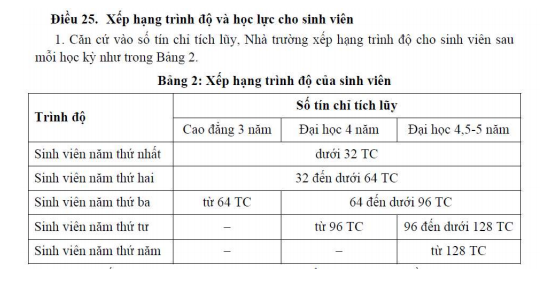 Điều 25. Xếp hạng trình độ và học lực cho sinh viên
1. Căn cứ vào số tín chỉ tích lũy, Nhà trường xếp hạng trình độ cho sinh viên sau
mỗi học kỳ như trong Bảng 2.
Bảng 2: Xếp hạng trình độ của sinh viên
Trình độ
Số tín chỉ tích lũy
Cao đẳng 3 năm Đại học 4 năm Đại học 4,5-5 năm
Sinh viên năm thứ nhất dưới 32 TC
Sinh viên năm thứ hai 32 đến dưới 64 TC
Sinh viên năm thứ ba từ 64 TC 64 đến dưới 96 TC
Sinh viên năm thứ tư – từ 96 TC 96 đến dưới 128 TC
Sinh viên năm thứ năm – – từ 128 TC